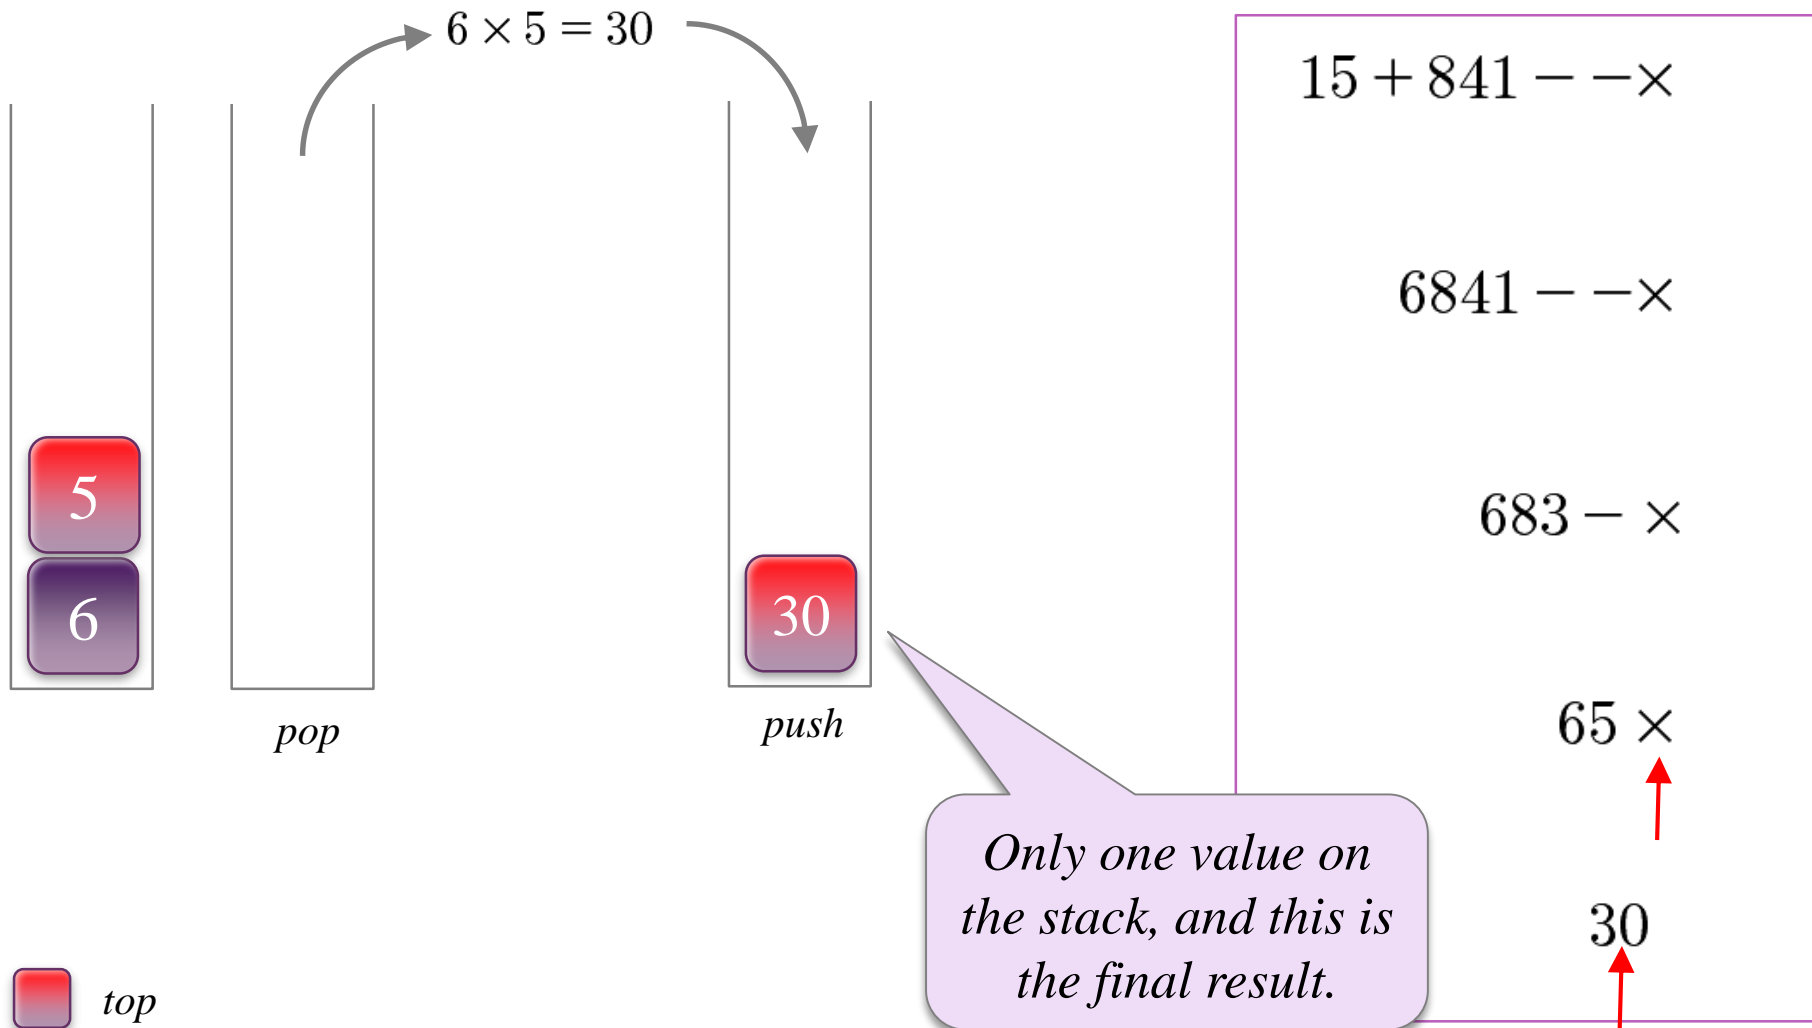 6 × 5 = 30
5
6
pop
30
push
top
Only one value on
the stack, and this is
the final result.
15 + 841 − −×
6841 − −×
683 − ×
65 ×
30